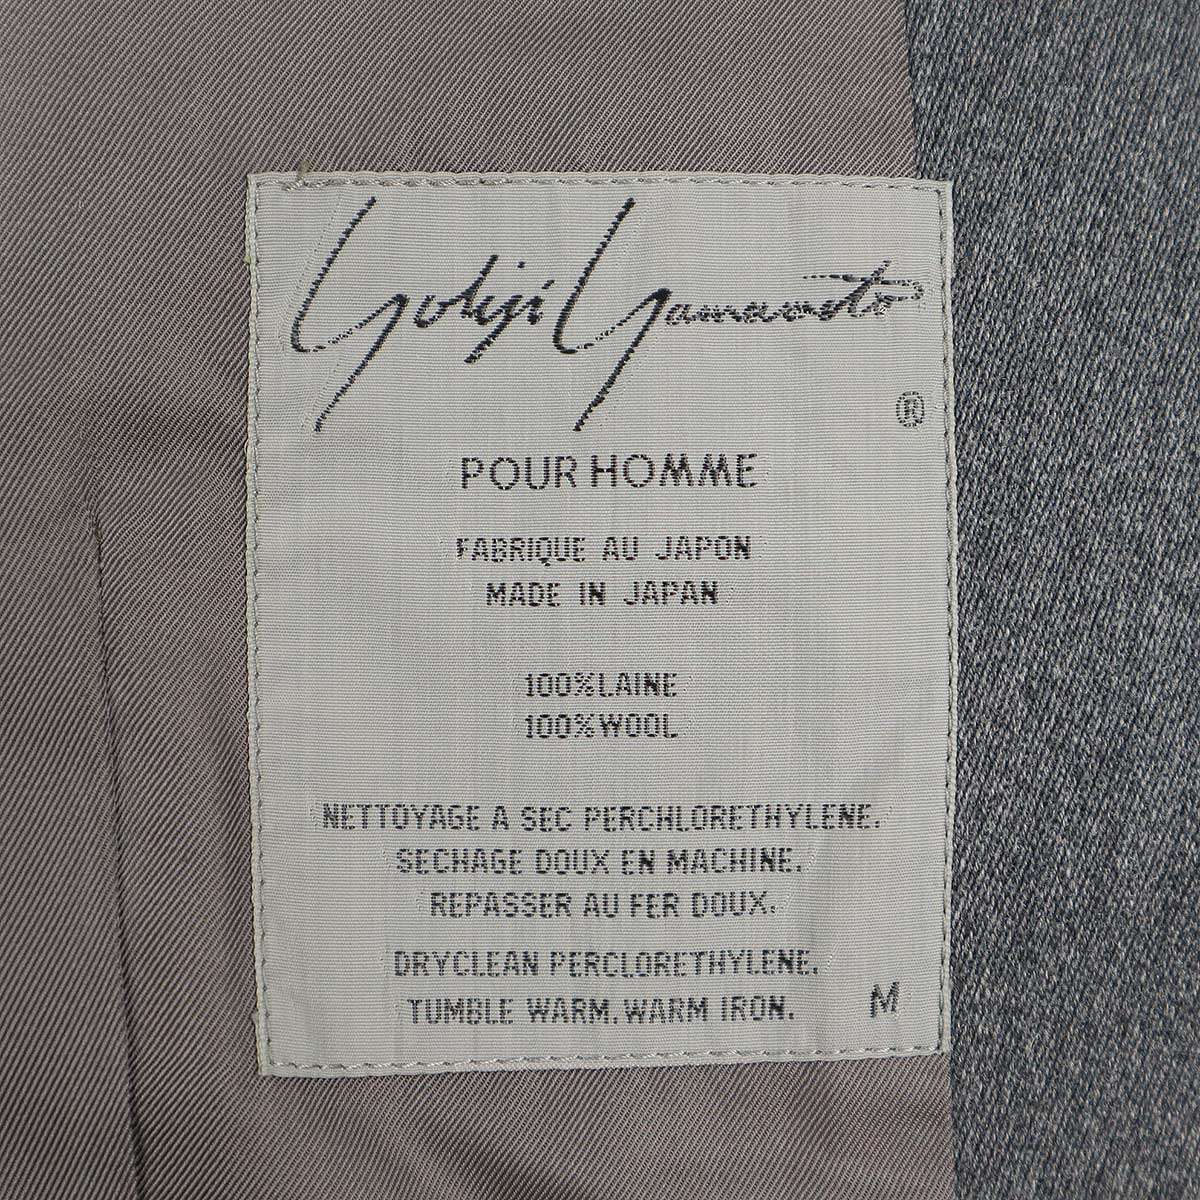 Yohji Yamamoto
®
POUR HOMME
FABRIQUE AU JAPON
MADE IN JAPAN
100%LAINE
100%WOOL
NETTOYAGE A SEC PERCHLORETHYLENE.
SECHAGE DOUX EN MACHINE.
REPASSER AU FER DOUX.
DRYCLEAN PERCLORETHYLENE.
TUMBLE WARM. WARM IRON. M